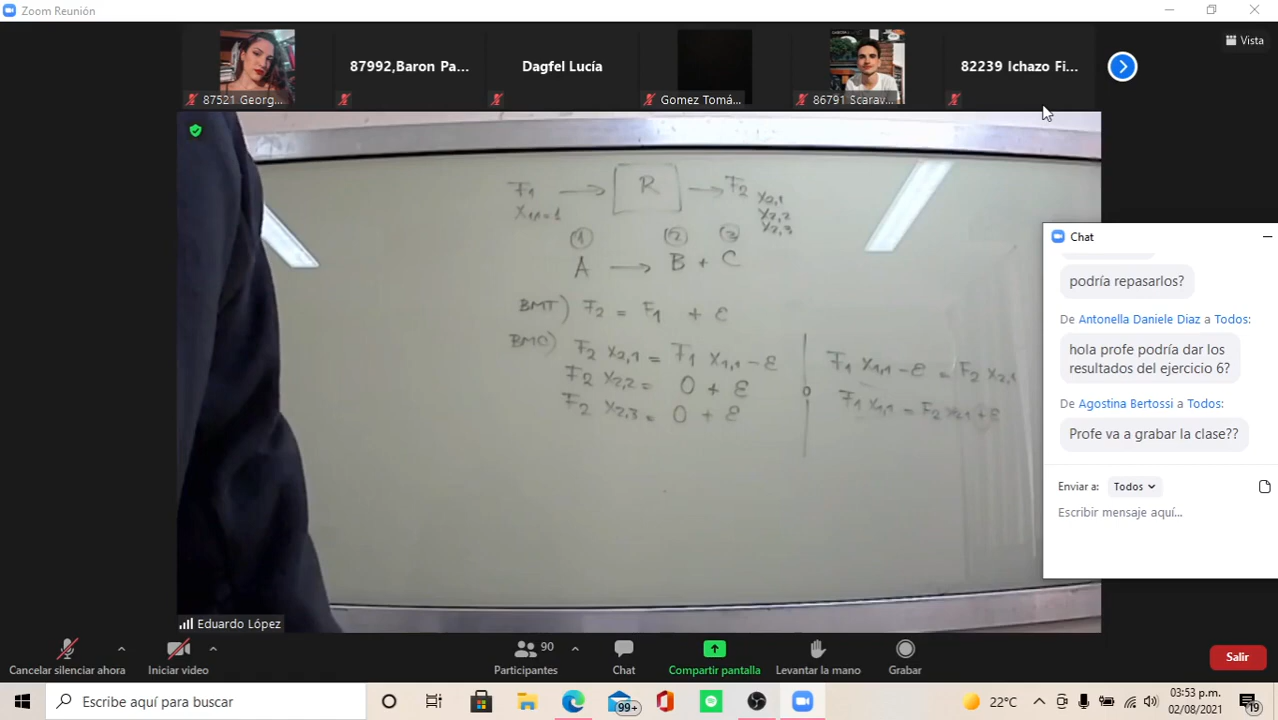 Zoom Reunión
Vista
87521 Georg...
87992,Baron Pa...
Dagfel Lucía
Gomez Tomá...
86791 Scarav...
82239 Ichazo Fi...
F1 → R → F2
X1,1=1
X2,1
X2,2
X2,3
(1) (2) (3)
A → B + C
BMT) F2 = F1 + ε
BMC) F2 X2,1 = F1 X1,1 - ε
F2 X2,2 = 0 + ε
F2 X2,3 = 0 + ε
o
F1 X1,1 - ε = F2 X2,1
F1 X1,1 = F2 X2,1 + ε
Eduardo López
Chat
podría repasarlos?
De Antonella Daniele Diaz a Todos:
hola profe podría dar los
resultados del ejercicio 6?
De Agostina Bertossi a Todos:
Profe va a grabar la clase??
Enviar a: Todos
Escribir mensaje aquí...
Cancelar silenciar ahora
Iniciar video
90
Participantes
Chat
Compartir pantalla
Levantar la mano
Grabar
Salir
Escribe aquí para buscar
99+
22°C
03:53 p.m.
02/08/2021
19